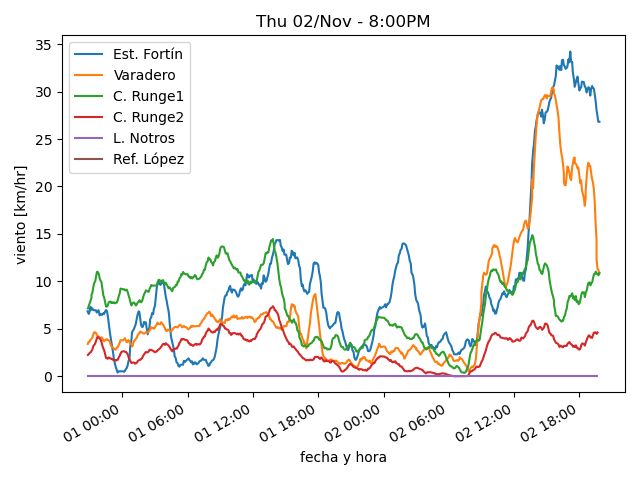 Thu 02/Nov - 8:00PM
Est. Fortín
Varadero
C. Runge1
C. Runge2
L. Notros
Ref. López
viento [km/hr]
35
30
25
20
15
10
5
0
01 00:00
01 06:00
01 12:00
01 18:00
02 00:00
02 06:00
02 12:00
02 18:00
fecha y hora